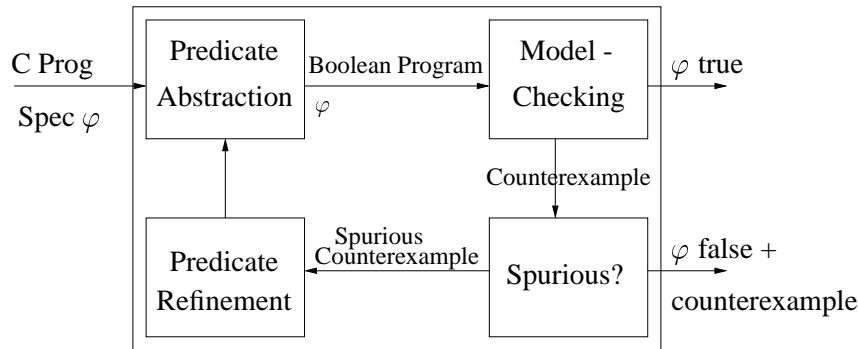 C Prog
Spec φ
Predicate
Abstraction
Boolean Program
φ
Model -
Checking
φ true
Counterexample
Predicate
Refinement
Spurious
Counterexample
Spurious?
φ false +
counterexample